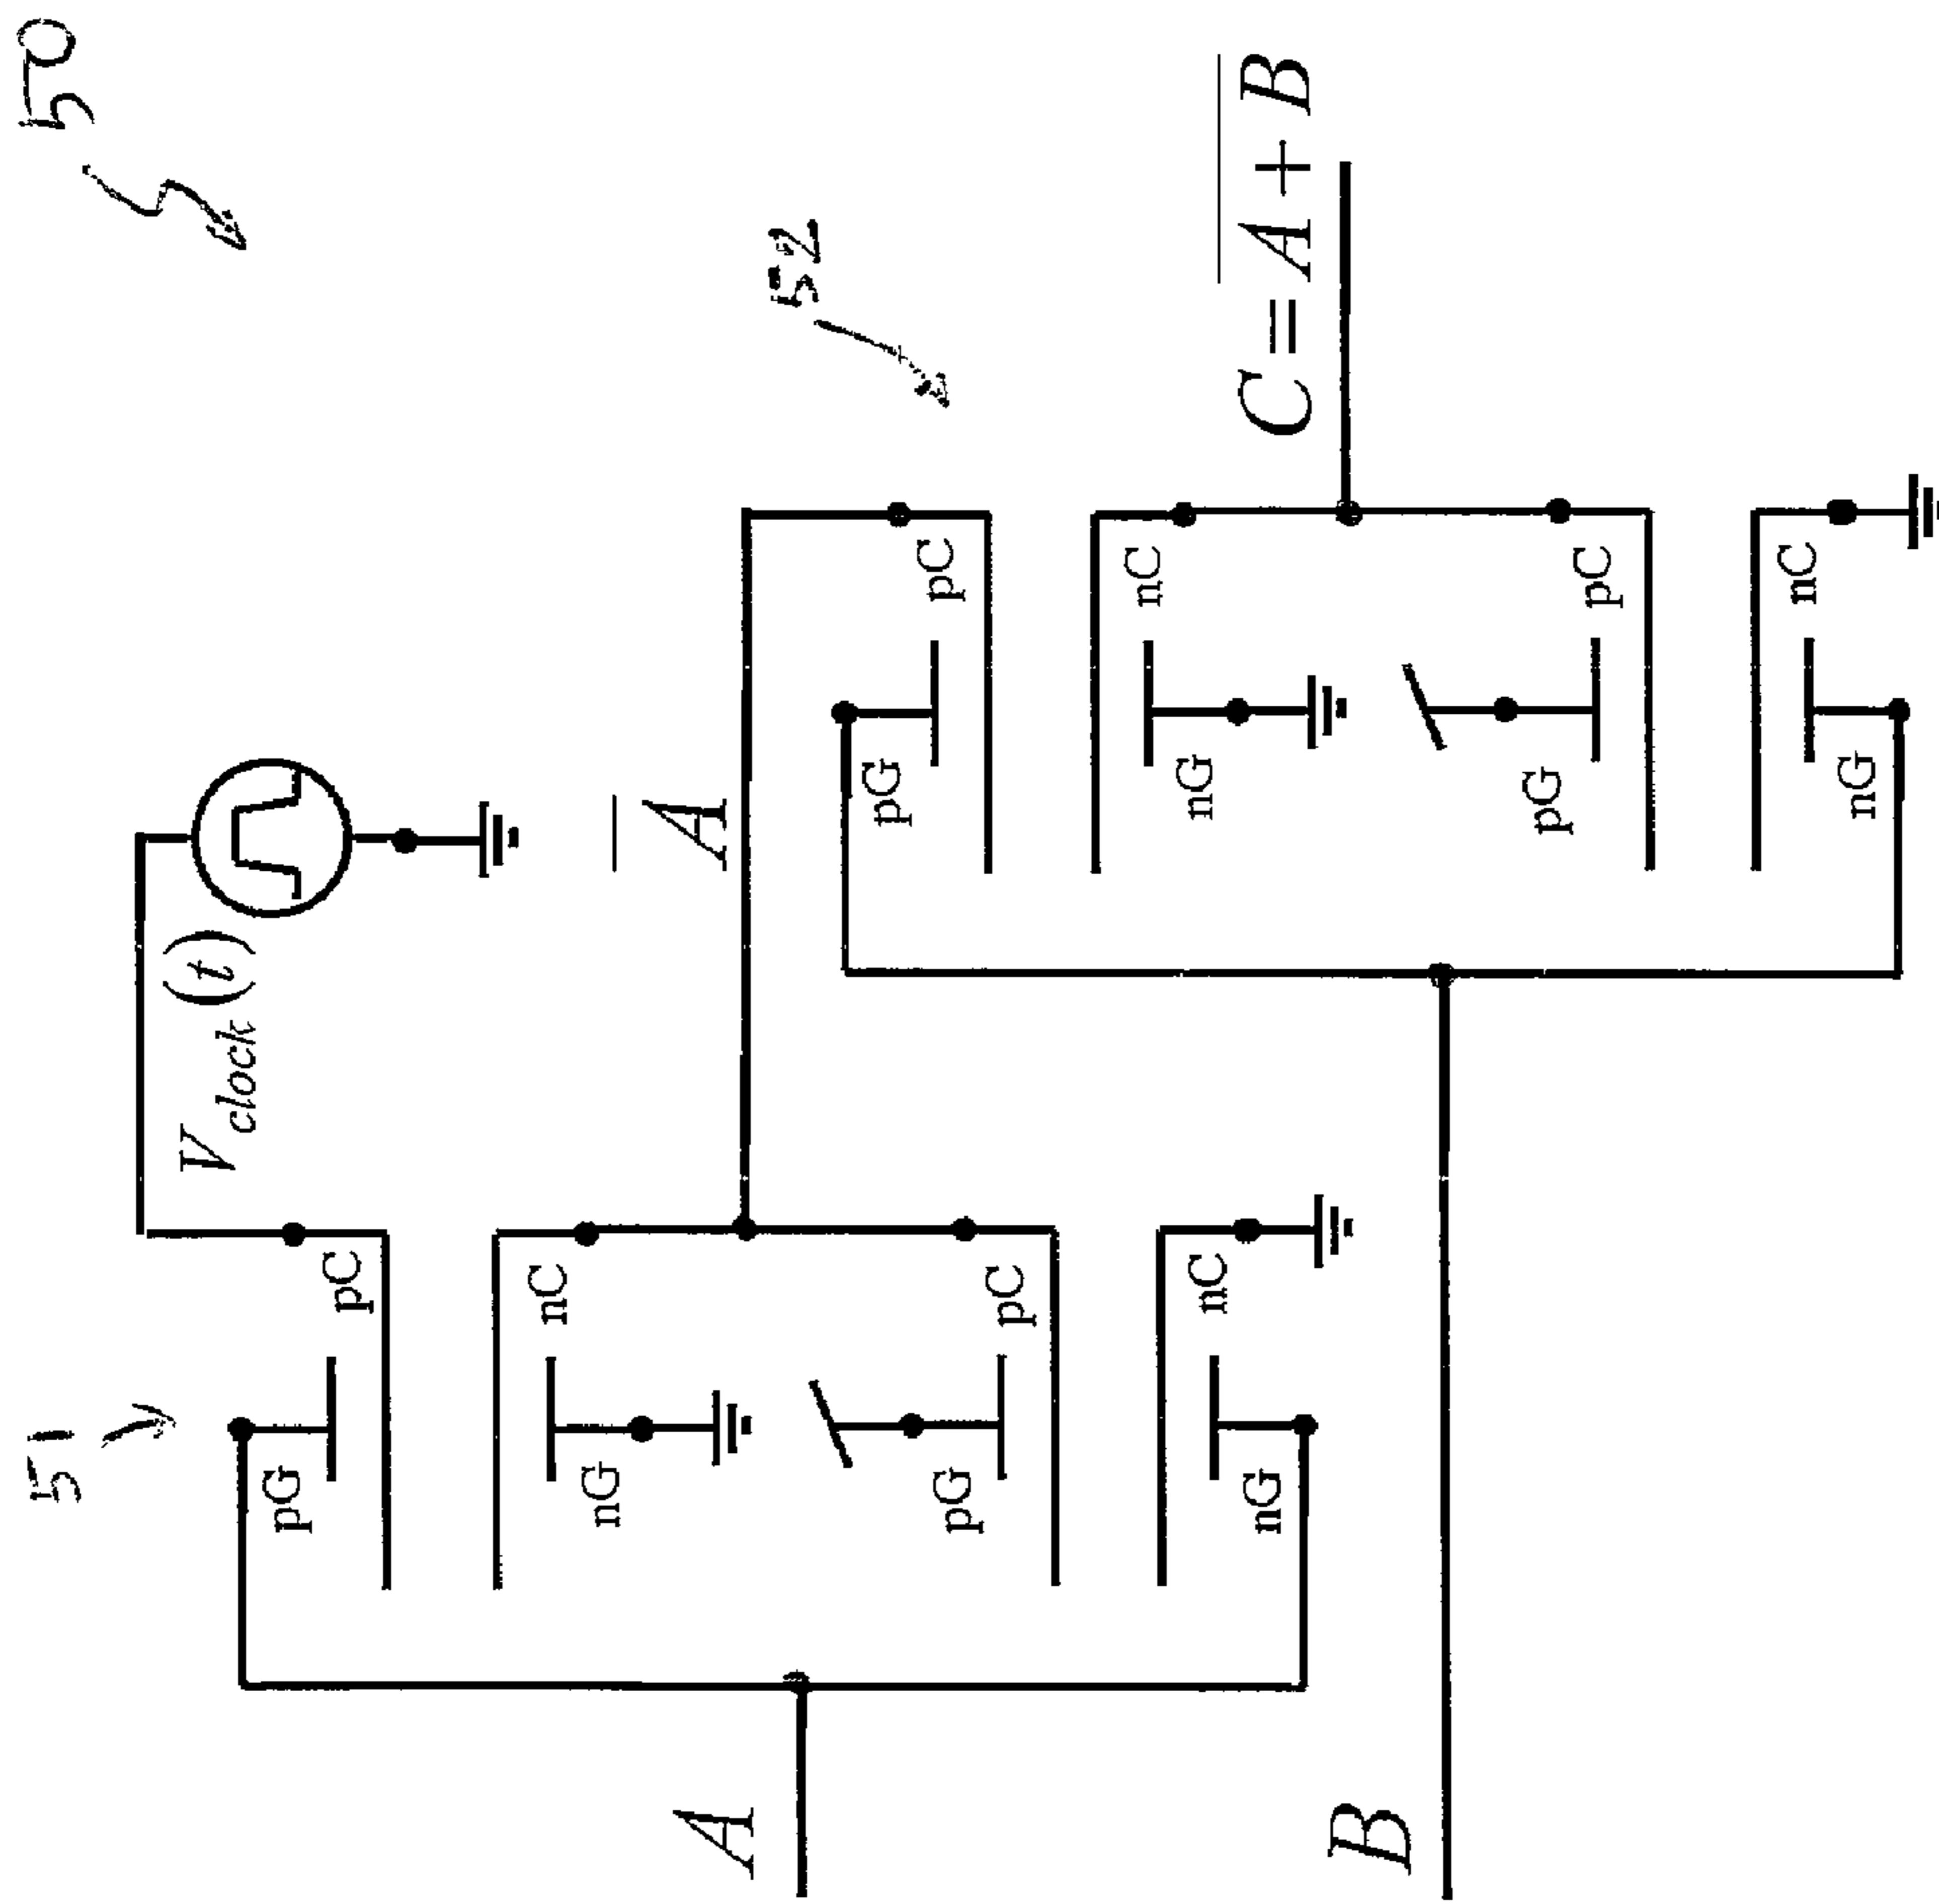 50
51
52
V_clock (t)
pG
pC
nG
nC
pG
pC
nG
nC
A
A̅
pG
pC
nG
nC
pG
pC
nG
nC
B
C = \overline{A + B}